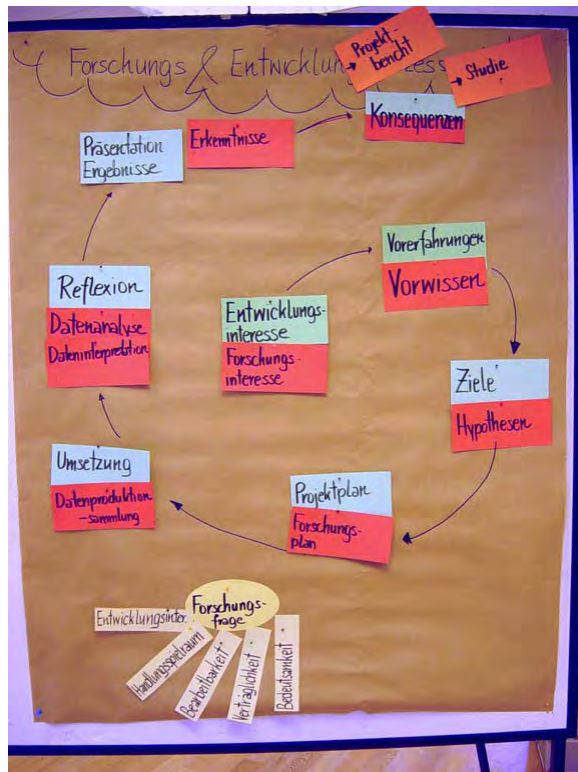 Forschungs & Entwicklun
→ Projekt-
bericht
→ Studie
Konsequenzen
Präsentation
Ergebnisse
Erkenntnisse
Vorerfahrungen
Vorwissen
Reflexion
Datenanalyse
Dateninterpretation
Entwicklungs-
interesse
Forschungs-
interesse
Ziele
Hypothesen
Umsetzung
Datenproduktion
-sammlung
Projektplan
Forschungs-
plan
Forschungs-
frage
Entwicklungsinter.
Handlungsspielraum
Bearbeitbarkeit
Verträglichkeit
Bedeutsamkeit